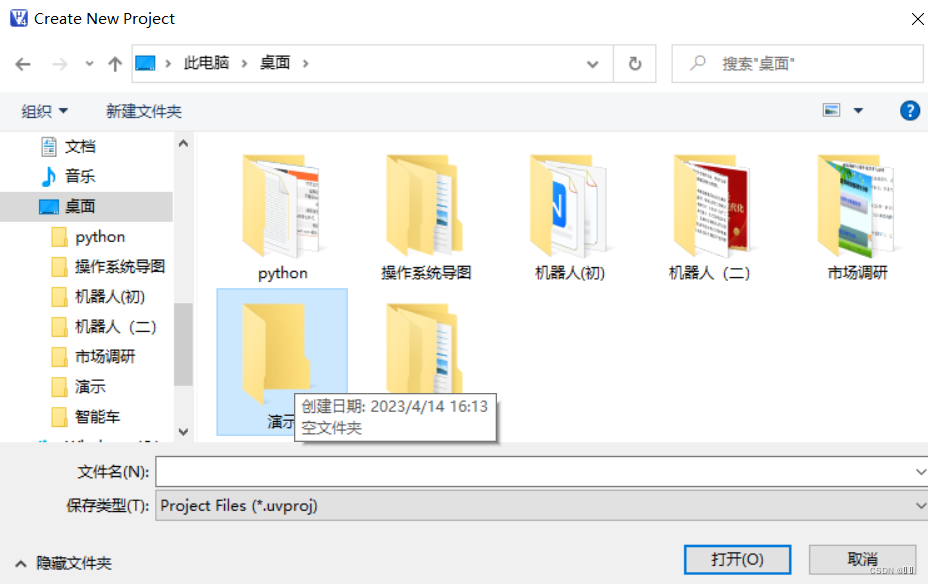 Create New Project
此电脑 桌面
搜索"桌面"
组织 新建文件夹
文档
音乐
桌面
python
操作系统导图
机器人(初)
机器人（二）
市场调研
演示
智能车
python
操作系统导图
机器人(初)
机器人（二）
市场调研
演示
创建日期: 2023/4/14 16:13
空文件夹
文件名(N):
保存类型(T): Project Files (*.uvproj)
隐藏文件夹
打开(O) 取消